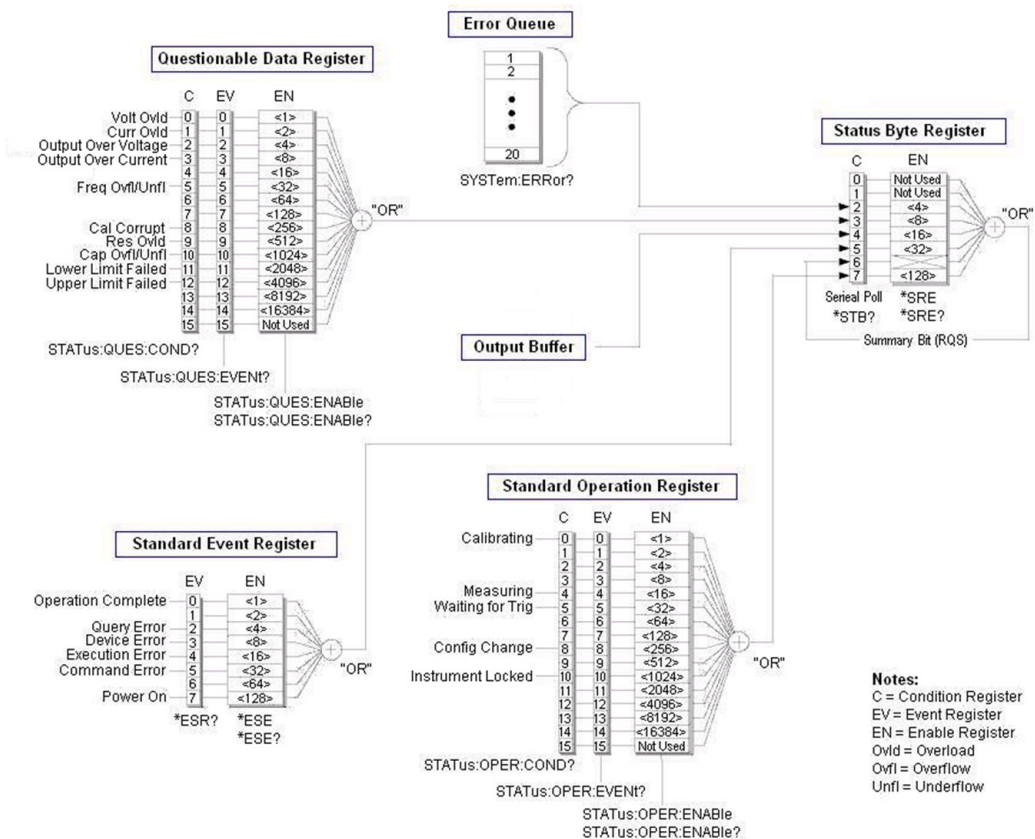 Error Queue
1
2
20
SYSTem:ERRor?
Questionable Data Register
C EV EN
Volt Ovld 0 0 <1>
Curr Ovld 1 1 <2>
Output Over Voltage 2 2 <4>
Output Over Current 3 3 <8>
4 4 <16>
Freq Ovfl/Unfl 5 5 <32>
6 6 <64>
7 7 <128>
Cal Corrupt 8 8 <256>
Res Ovld 9 9 <512>
Cap Ovfl/Unfl 10 10 <1024>
Lower Limit Failed 11 11 <2048>
Upper Limit Failed 12 12 <4096>
13 13 <8192>
14 14 <16384>
15 15 Not Used
"OR"
STATus:QUES:COND?
STATus:QUES:EVENt?
STATus:QUES:ENABle
STATus:QUES:ENABle?
Status Byte Register
C EN
0 Not Used
1 Not Used
2 <4>
3 <8>
4 <16>
5 <32>
6
7 <128>
"OR"
Serieal Poll *SRE
*STB? *SRE?
Summary Bit (RQS)
Output Buffer
Standard Event Register
EV EN
Operation Complete 0 <1>
1 <2>
Query Error 2 <4>
Device Error 3 <8>
Execution Error 4 <16>
Command Error 5 <32>
6 <64>
Power On 7 <128>
"OR"
*ESR? *ESE
*ESE?
Standard Operation Register
C EV EN
Calibrating 0 0 <1>
1 1 <2>
2 2 <4>
3 3 <8>
Measuring 4 4 <16>
Waiting for Trig 5 5 <32>
6 6 <64>
7 7 <128>
Config Change 8 8 <256>
9 9 <512>
Instrument Locked 10 10 <1024>
11 11 <2048>
12 12 <4096>
13 13 <8192>
14 14 <16384>
15 15 Not Used
"OR"
STATus:OPER:COND?
STATus:OPER:EVENt?
STATus:OPER:ENABle
STATus:OPER:ENABle?
Notes:
C = Condition Register
EV = Event Register
EN = Enable Register
Ovld = Overload
Ovfl = Overflow
Unfl = Underflow